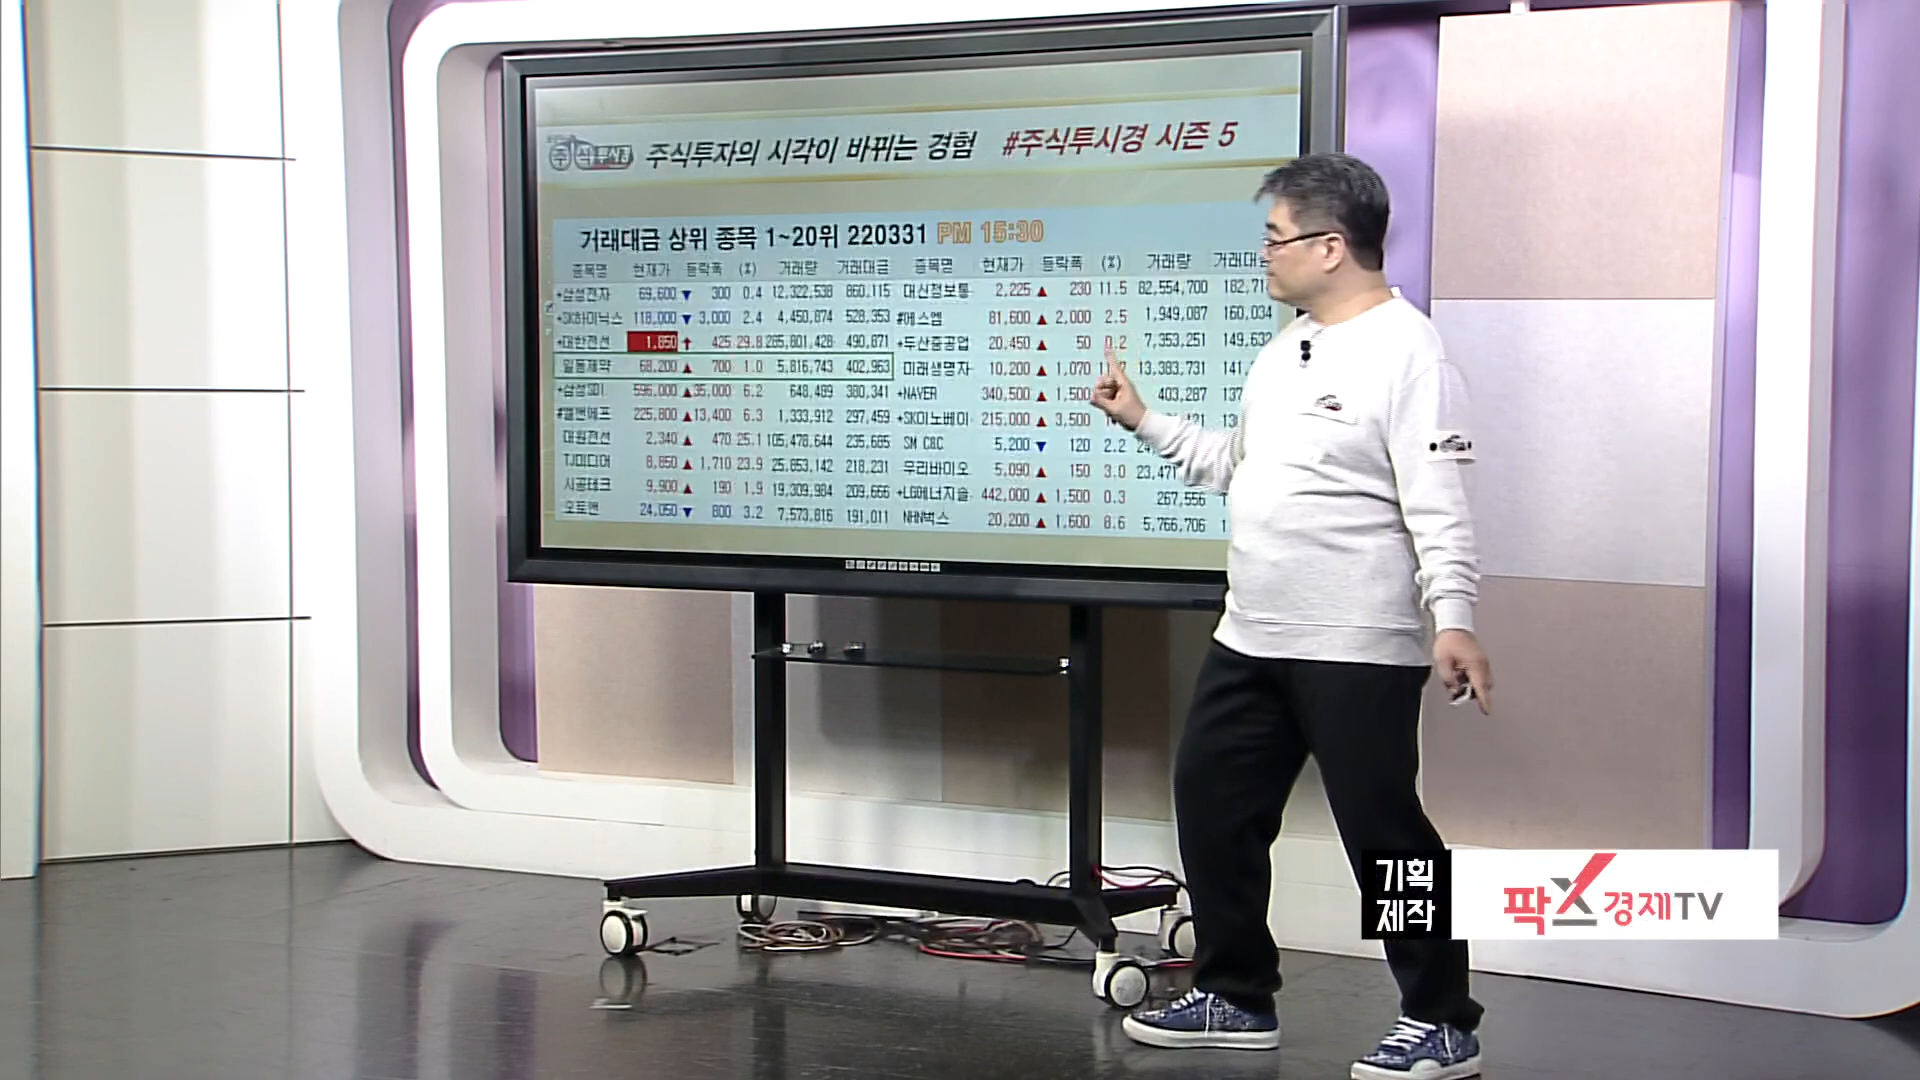 주식투자의 시각이 바뀌는 경험 #주식투시경 시즌 5
거래대금 상위 종목 1~20위 220331 PM 15:30
종목명 현재가 등락폭 (%) 거래량 거래대금 종목명 현재가 등락폭 (%) 거래량 거래대금
+삼성전자 69,600 ▼ 300 0.4 12,322,538 860,115 대신정보통 2,225 ▲ 230 11.5 82,554,700
+SK하이닉스 118,000 ▼ 3,000 2.4 4,450,874 528,353 #에스엠 81,600 ▲ 2,000 2.5 1,949,087 160,034
+대한전선 1,850 ↑ 425 29.8 285,801,428 490,871 +두산중공업 20,450 ▲ 50 0.2 7,353,251 149,632
일동제약 68,200 ▲ 700 1.0 5,816,743 402,963 미래생명자 10,200 ▲ 1,070 13,383,731 141,
+삼성SDI 596,000 ▲ 35,000 6.2 648,489 380,341 +NAVER 340,500 ▲ 1,500 403,287 137
#엘앤에프 225,800 ▲ 13,400 6.3 1,333,912 297,459 +SK이노베이- 215,000 ▲ 3,500
대원전선 2,340 ▲ 470 25.1 105,478,644 235,685 SM C&C 5,200 ▼ 120 2.2
TJ미디어 8,850 ▲ 1,710 23.9 25,853,142 218,231 우리바이오 5,090 ▲ 150 3.0 23,471
시공테크 9,900 ▲ 190 1.9 19,309,984 209,666 +LG에너지솔- 442,000 ▲ 1,500 0.3 267,556
오토앤 24,050 ▼ 800 3.2 7,573,816 191,011 NHN벅스 20,200 ▲ 1,600 8.6 5,766,706
기획
제작
팍스경제TV